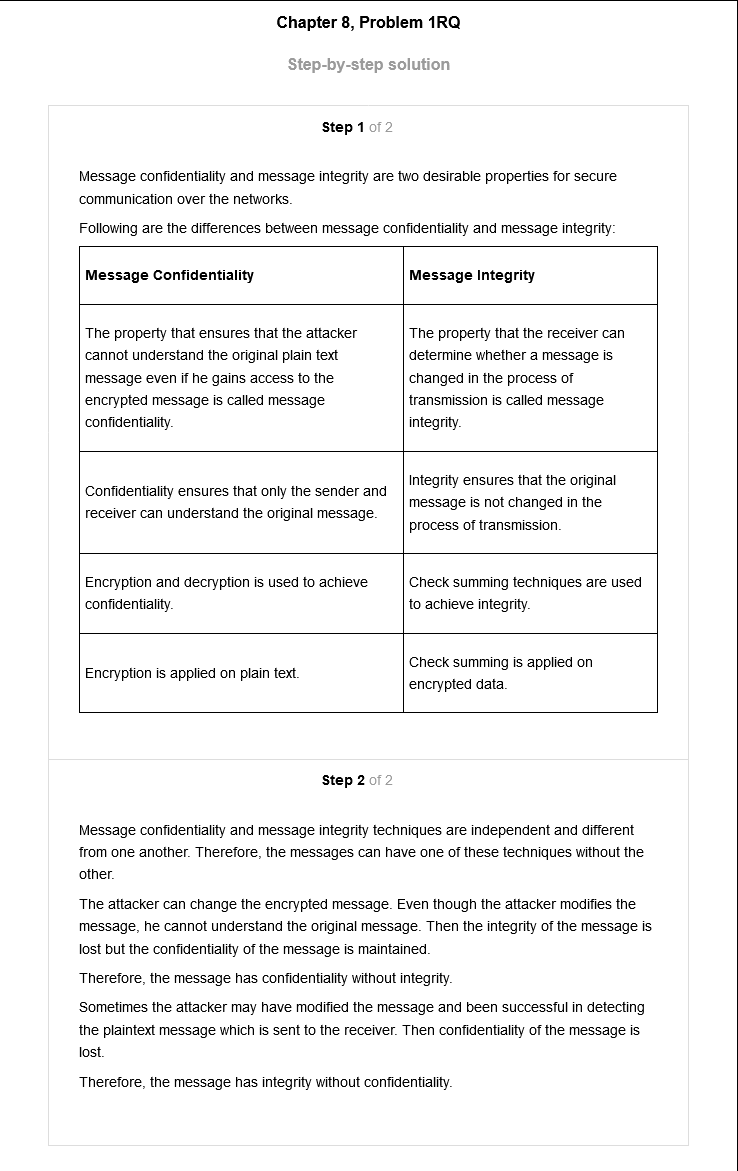 Chapter 8, Problem 1RQ
Step-by-step solution
Step 1 of 2
Message confidentiality and message integrity are two desirable properties for secure
communication over the networks.
Following are the differences between message confidentiality and message integrity:
Message Confidentiality
Message Integrity
The property that ensures that the attacker
cannot understand the original plain text
message even if he gains access to the
encrypted message is called message
confidentiality.
The property that the receiver can
determine whether a message is
changed in the process of
transmission is called message
integrity.
Confidentiality ensures that only the sender and
receiver can understand the original message.
Integrity ensures that the original
message is not changed in the
process of transmission.
Encryption and decryption is used to achieve
confidentiality.
Check summing techniques are used
to achieve integrity.
Encryption is applied on plain text.
Check summing is applied on
encrypted data.
Step 2 of 2
Message confidentiality and message integrity techniques are independent and different
from one another. Therefore, the messages can have one of these techniques without the
other.
The attacker can change the encrypted message. Even though the attacker modifies the
message, he cannot understand the original message. Then the integrity of the message is
lost but the confidentiality of the message is maintained.
Therefore, the message has confidentiality without integrity.
Sometimes the attacker may have modified the message and been successful in detecting
the plaintext message which is sent to the receiver. Then confidentiality of the message is
lost.
Therefore, the message has integrity without confidentiality.